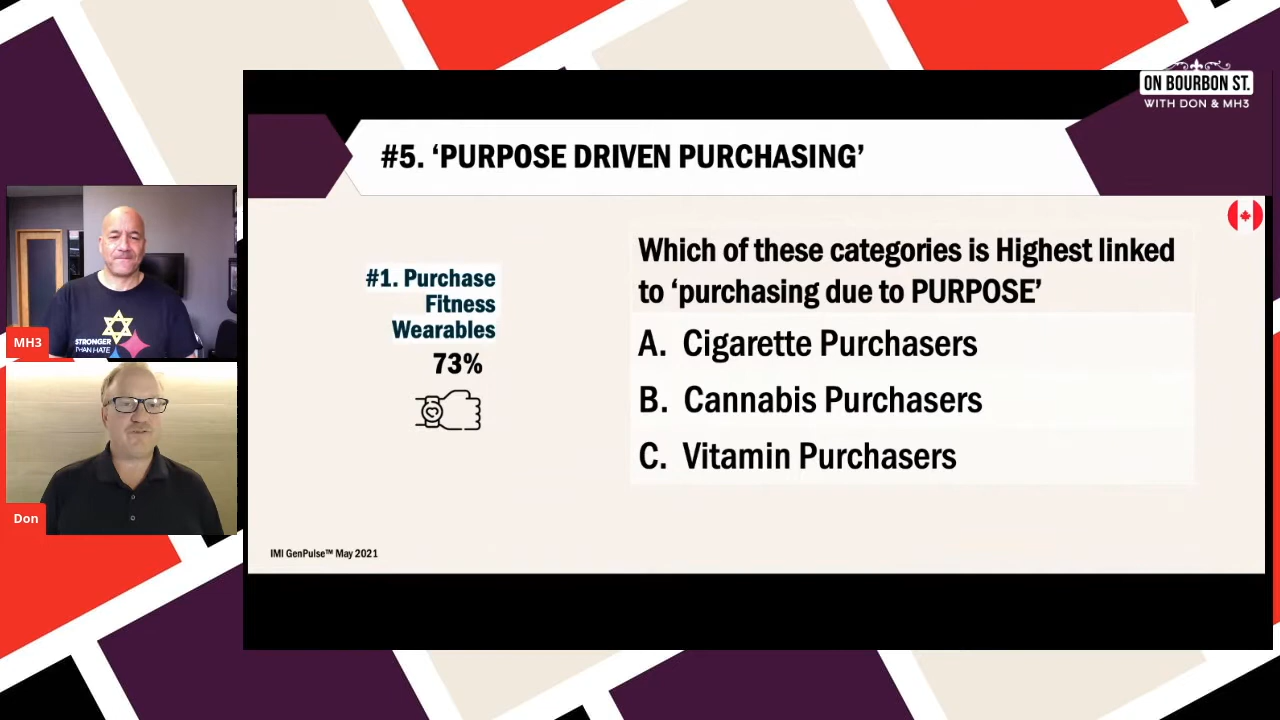 ON BOURBON ST.
WITH DON & MH3
#5. ‘PURPOSE DRIVEN PURCHASING’
#1. Purchase
Fitness
Wearables
73%
Which of these categories is Highest linked
to ‘purchasing due to PURPOSE’
A. Cigarette Purchasers
B. Cannabis Purchasers
C. Vitamin Purchasers
IMI GenPulse™ May 2021
STRONGER
THAN HATE
MH3
Don